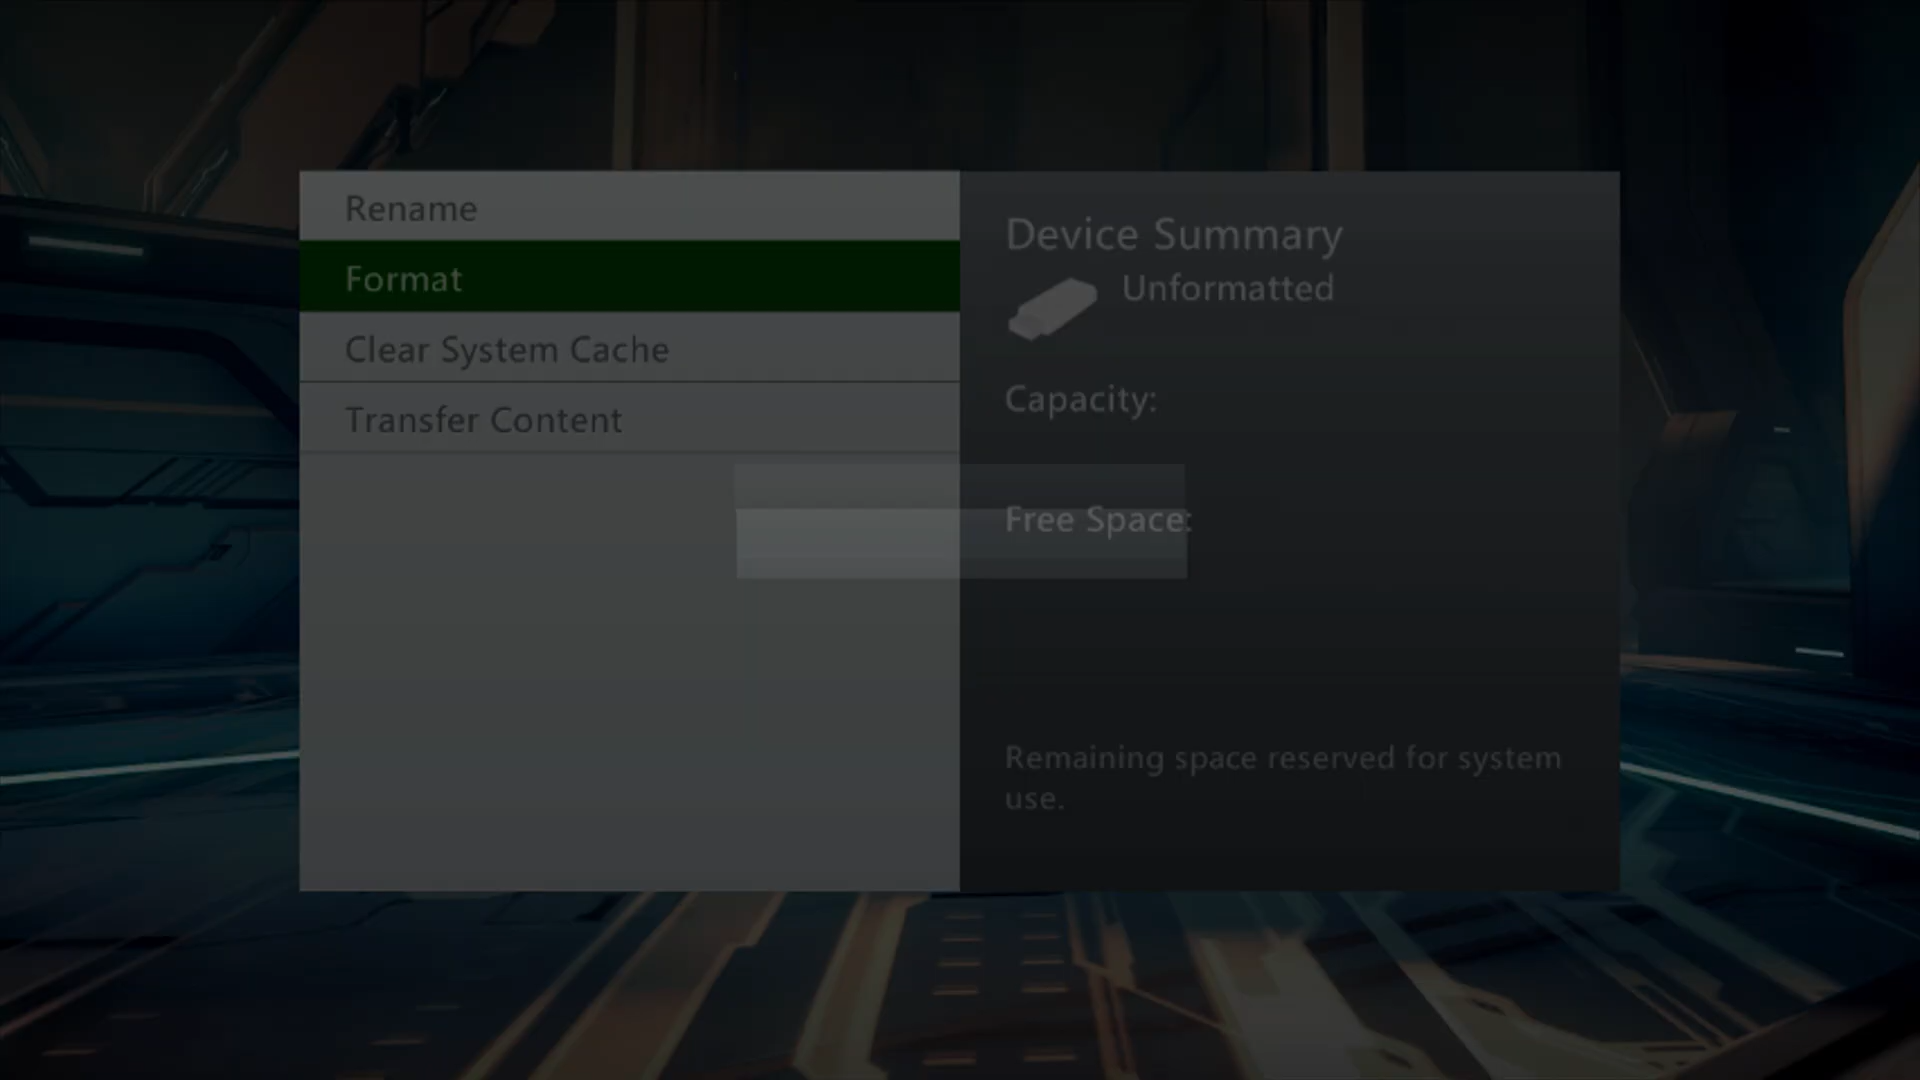 Rename
Format
Clear System Cache
Transfer Content
Device Summary
Unformatted
Capacity:
Free Space:
Remaining space reserved for system
use.